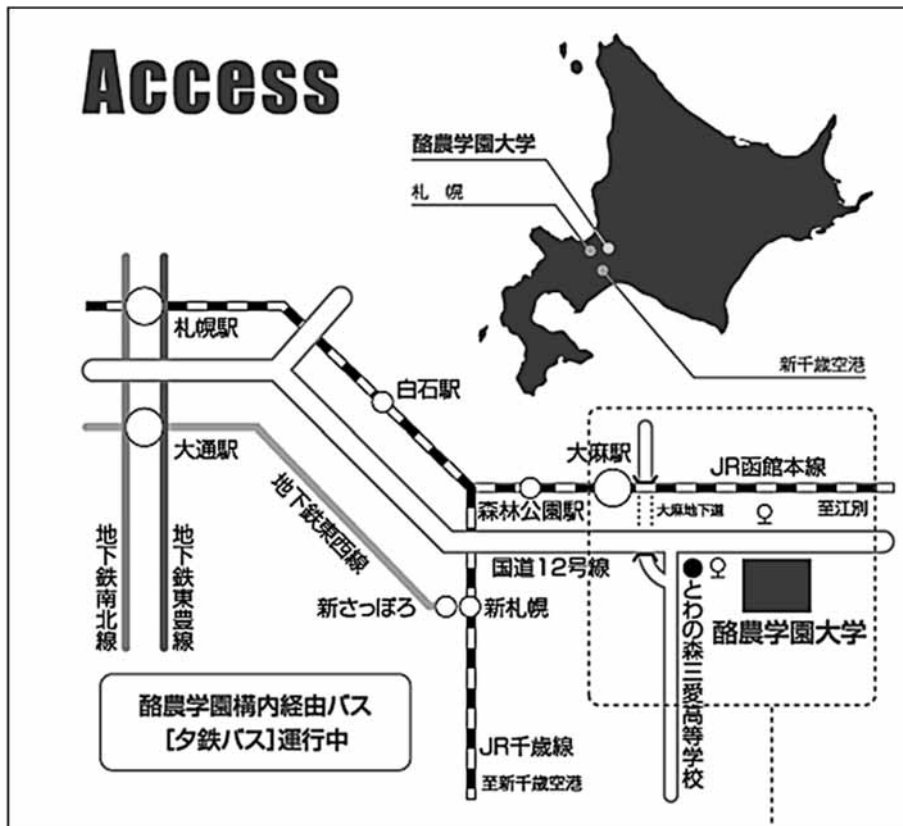 Access
酪農学園大学
札 幌
新千歳空港
札幌駅
白石駅
大通駅
大麻駅
JR函館本線
森林公園駅
大麻地下道
至江別
地下鉄東西線
国道12号線
地下鉄南北線
地下鉄東豊線
新さっぽろ
新札幌
酪農学園大学
とわの森三愛高等学校
酪農学園構内経由バス
[夕鉄バス]運行中
JR千歳線
至新千歳空港